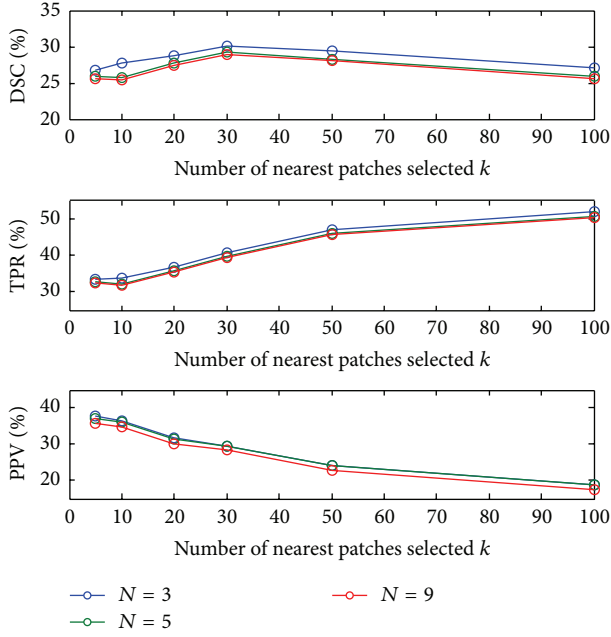 DSC (%)
35
30
25
20
0 10 20 30 40 50 60 70 80 90 100
Number of nearest patches selected k
TPR (%)
50
40
30
0 10 20 30 40 50 60 70 80 90 100
Number of nearest patches selected k
PPV (%)
40
30
20
0 10 20 30 40 50 60 70 80 90 100
Number of nearest patches selected k
N = 3
N = 9
N = 5